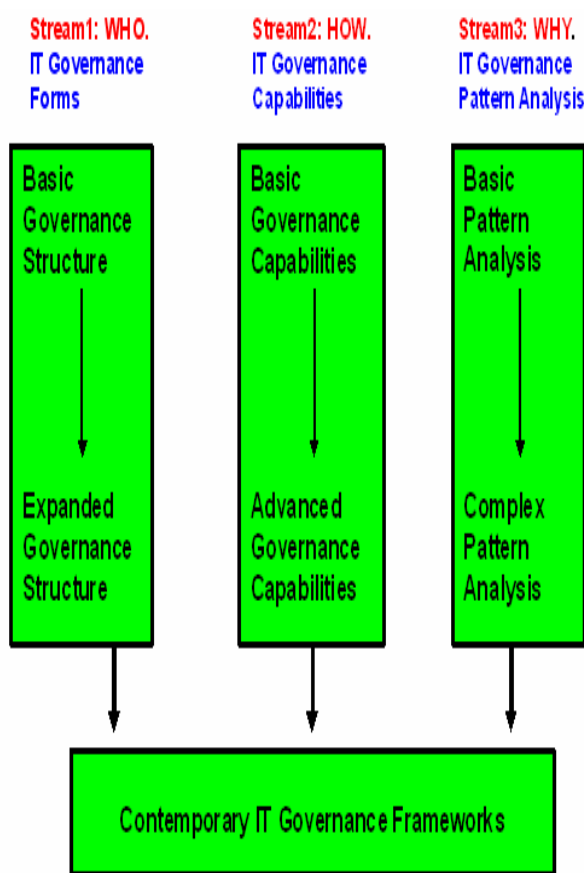 Stream1: WHO.
IT Governance
Forms
Stream2: HOW.
IT Governance
Capabilities
Stream3: WHY.
IT Governance
Pattern Analysis
Basic
Governance
Structure
Expanded
Governance
Structure
Basic
Governance
Capabilities
Advanced
Governance
Capabilities
Basic
Pattern
Analysis
Complex
Pattern
Analysis
Contemporary IT Governance Frameworks